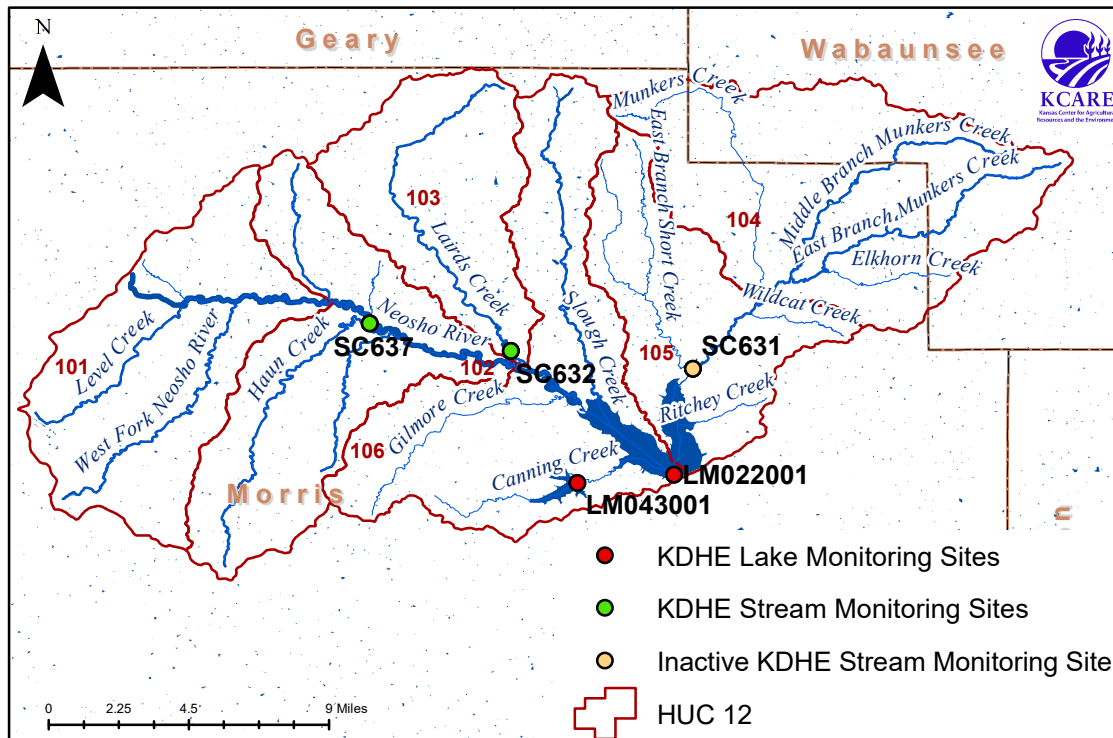 N
Geary
Wabaunsee
KCARE
Kansas Center for Agricultural
Resources and the Environment
Munkers Creek
East Branch Short Creek
Middle Branch Munkers Creek
East Branch Munkers Creek
103
104
Lairds Creek
Elkhorn Creek
Wildcat Creek
Slough Creek
Neosho River
Level Creek
101
West Fork Neosho River
Haun Creek
SC637
102
SC632
105
SC631
Gilmore Creek
Ritchey Creek
106
Canning Creek
Morris
LM022001
LM043001
KDHE Lake Monitoring Sites
KDHE Stream Monitoring Sites
Inactive KDHE Stream Monitoring Site
HUC 12
0 2.25 4.5 9 Miles